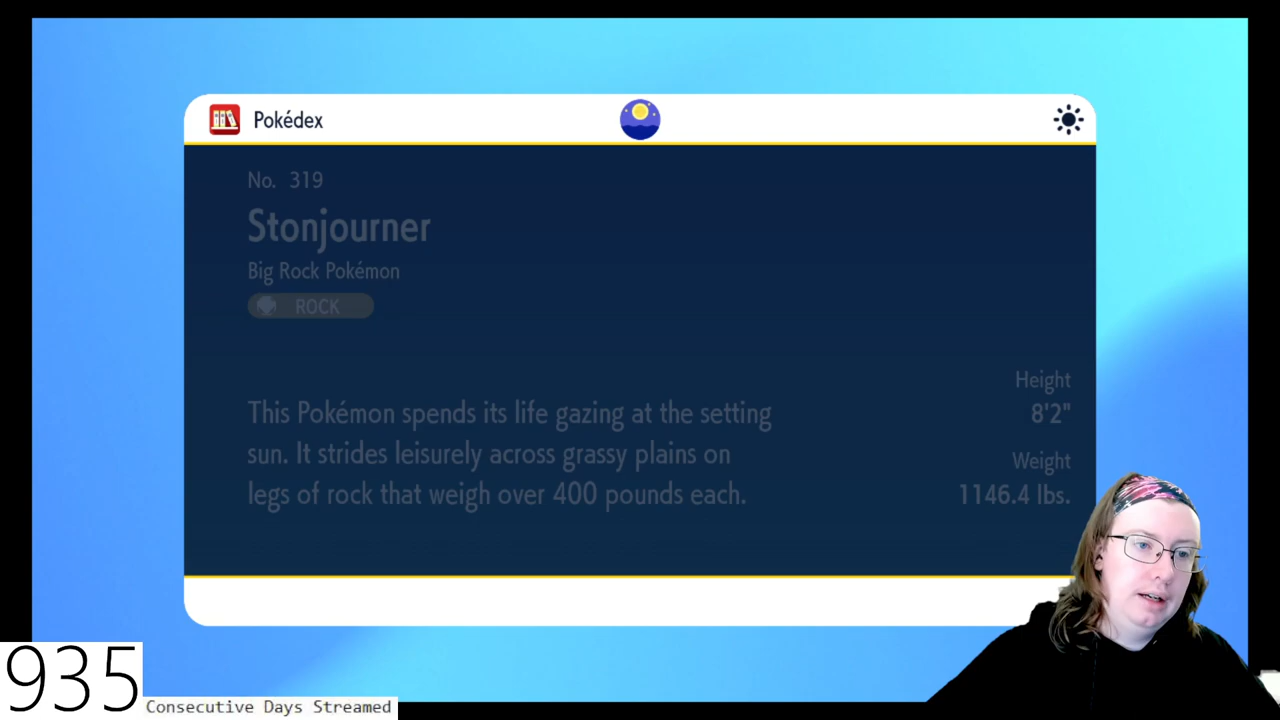 Pokédex
No. 319
Stonjourner
Big Rock Pokémon
ROCK
This Pokémon spends its life gazing at the setting
sun. It strides leisurely across grassy plains on
legs of rock that weigh over 400 pounds each.
Height
8'2"
Weight
1146.4 lbs.
935
Consecutive Days Streamed